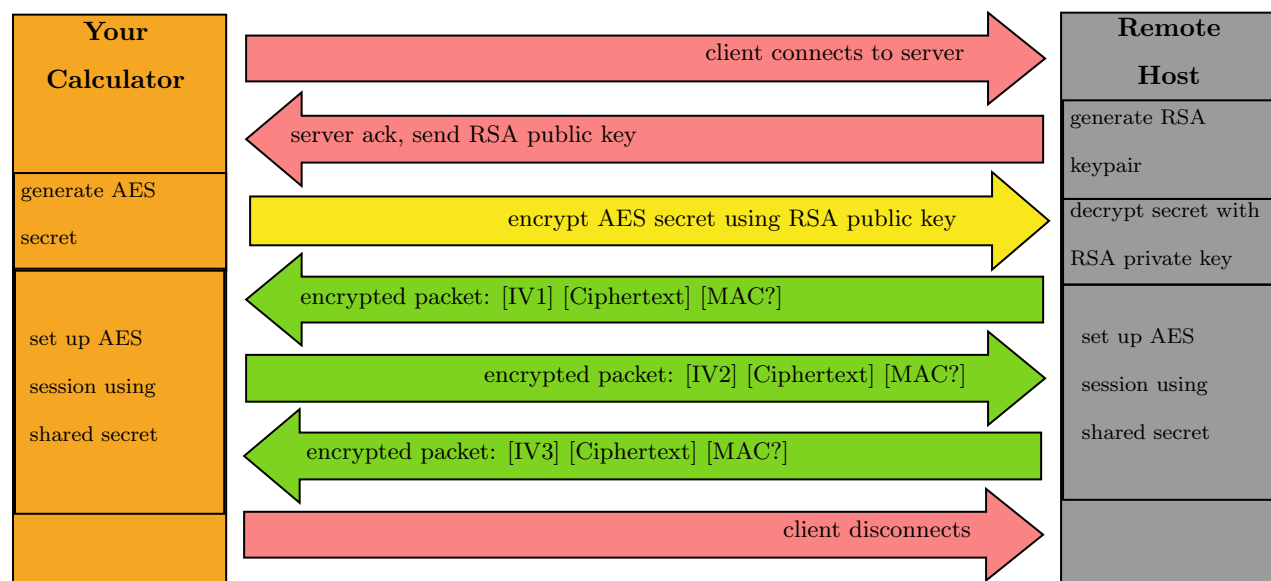 Your
Calculator
Remote
Host
client connects to server
server ack, send RSA public key
generate RSA
keypair
generate AES
secret
encrypt AES secret using RSA public key
decrypt secret with
RSA private key
encrypted packet: [IV1] [Ciphertext] [MAC?]
set up AES
session using
shared secret
encrypted packet: [IV2] [Ciphertext] [MAC?]
set up AES
session using
shared secret
encrypted packet: [IV3] [Ciphertext] [MAC?]
client disconnects